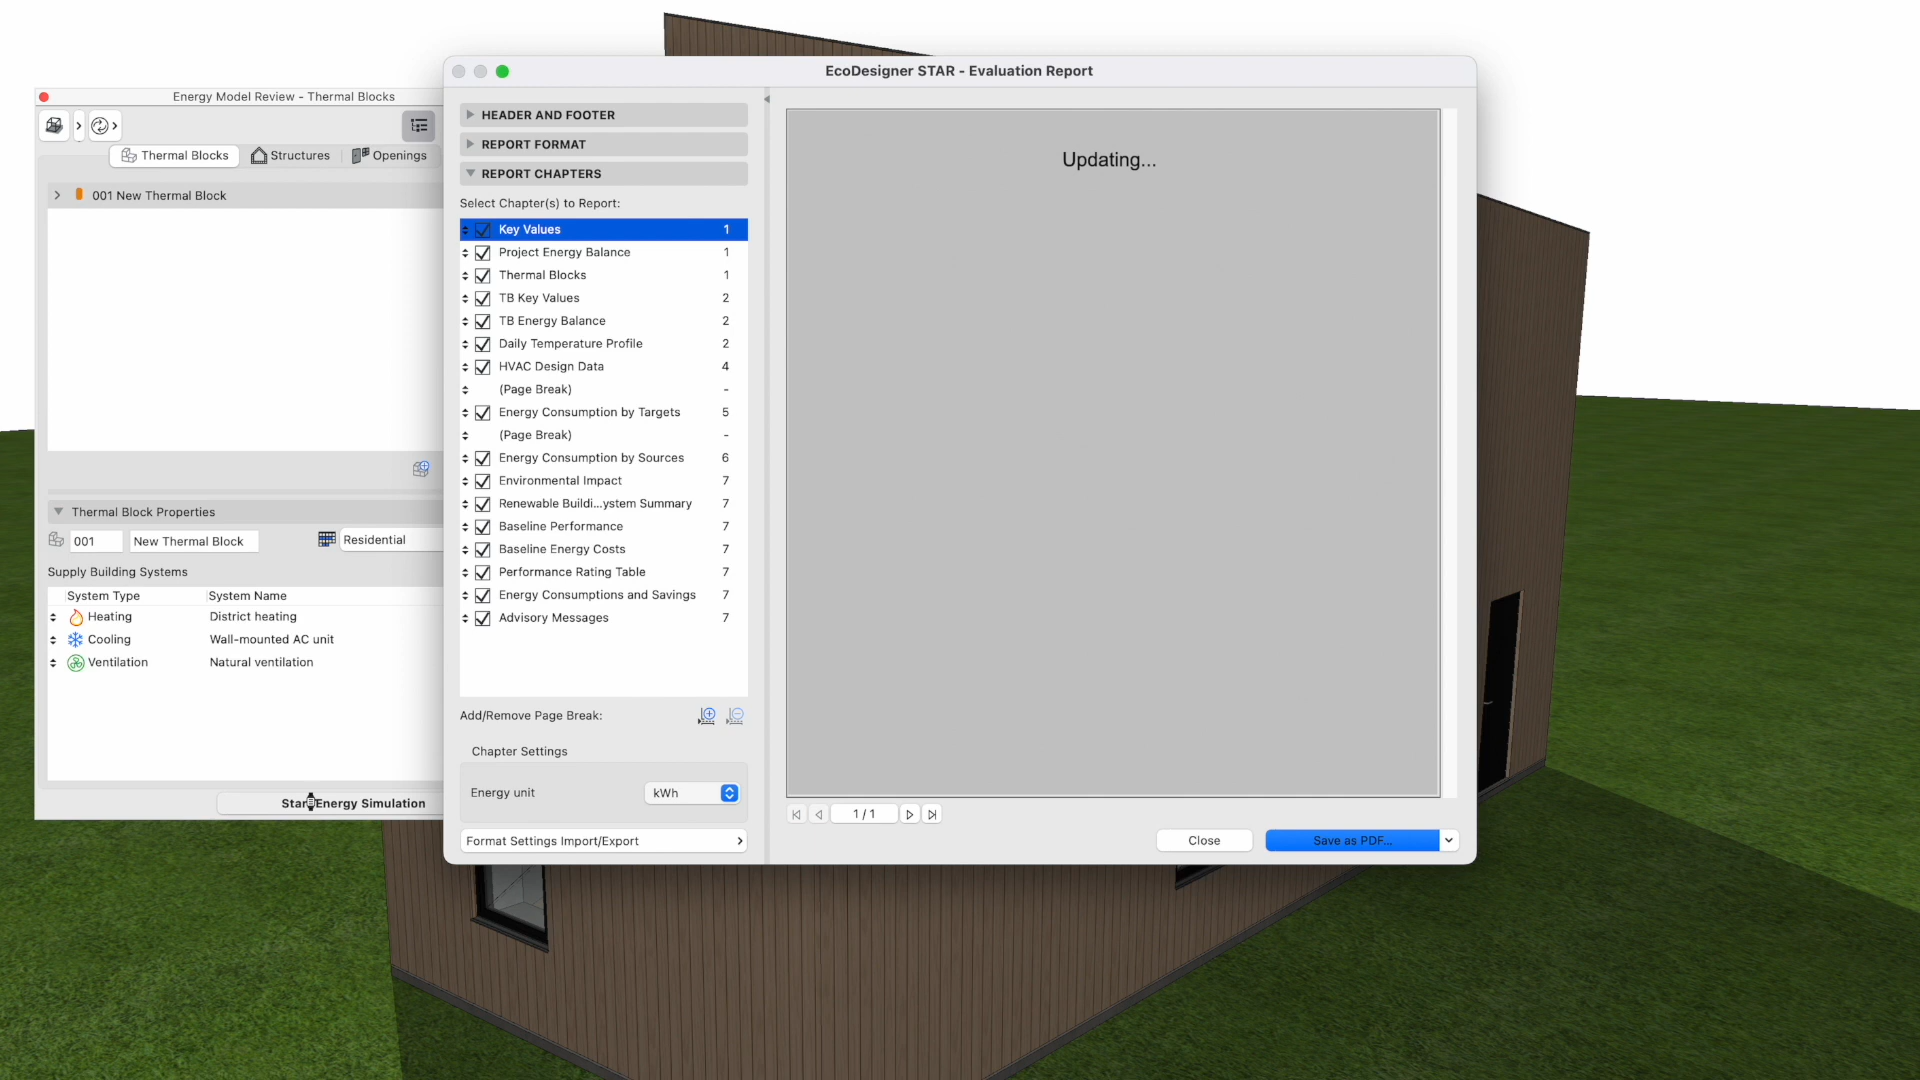 EcoDesigner STAR - Evaluation Report
Energy Model Review - Thermal Blocks
Thermal Blocks
Structures
Openings
001 New Thermal Block
Thermal Block Properties
001
New Thermal Block
Residential
Supply Building Systems
System Type System Name
Heating District heating
Cooling Wall-mounted AC unit
Ventilation Natural ventilation
Start Energy Simulation
HEADER AND FOOTER
REPORT FORMAT
REPORT CHAPTERS
Select Chapter(s) to Report:
Key Values 1
Project Energy Balance 1
Thermal Blocks 1
TB Key Values 2
TB Energy Balance 2
Daily Temperature Profile 2
HVAC Design Data 4
(Page Break) -
Energy Consumption by Targets 5
(Page Break) -
Energy Consumption by Sources 6
Environmental Impact 7
Renewable Buildi...ystem Summary 7
Baseline Performance 7
Baseline Energy Costs 7
Performance Rating Table 7
Energy Consumptions and Savings 7
Advisory Messages 7
Add/Remove Page Break:
Chapter Settings
Energy unit kWh
Format Settings Import/Export
Updating...
1 / 1
Close
Save as PDF...